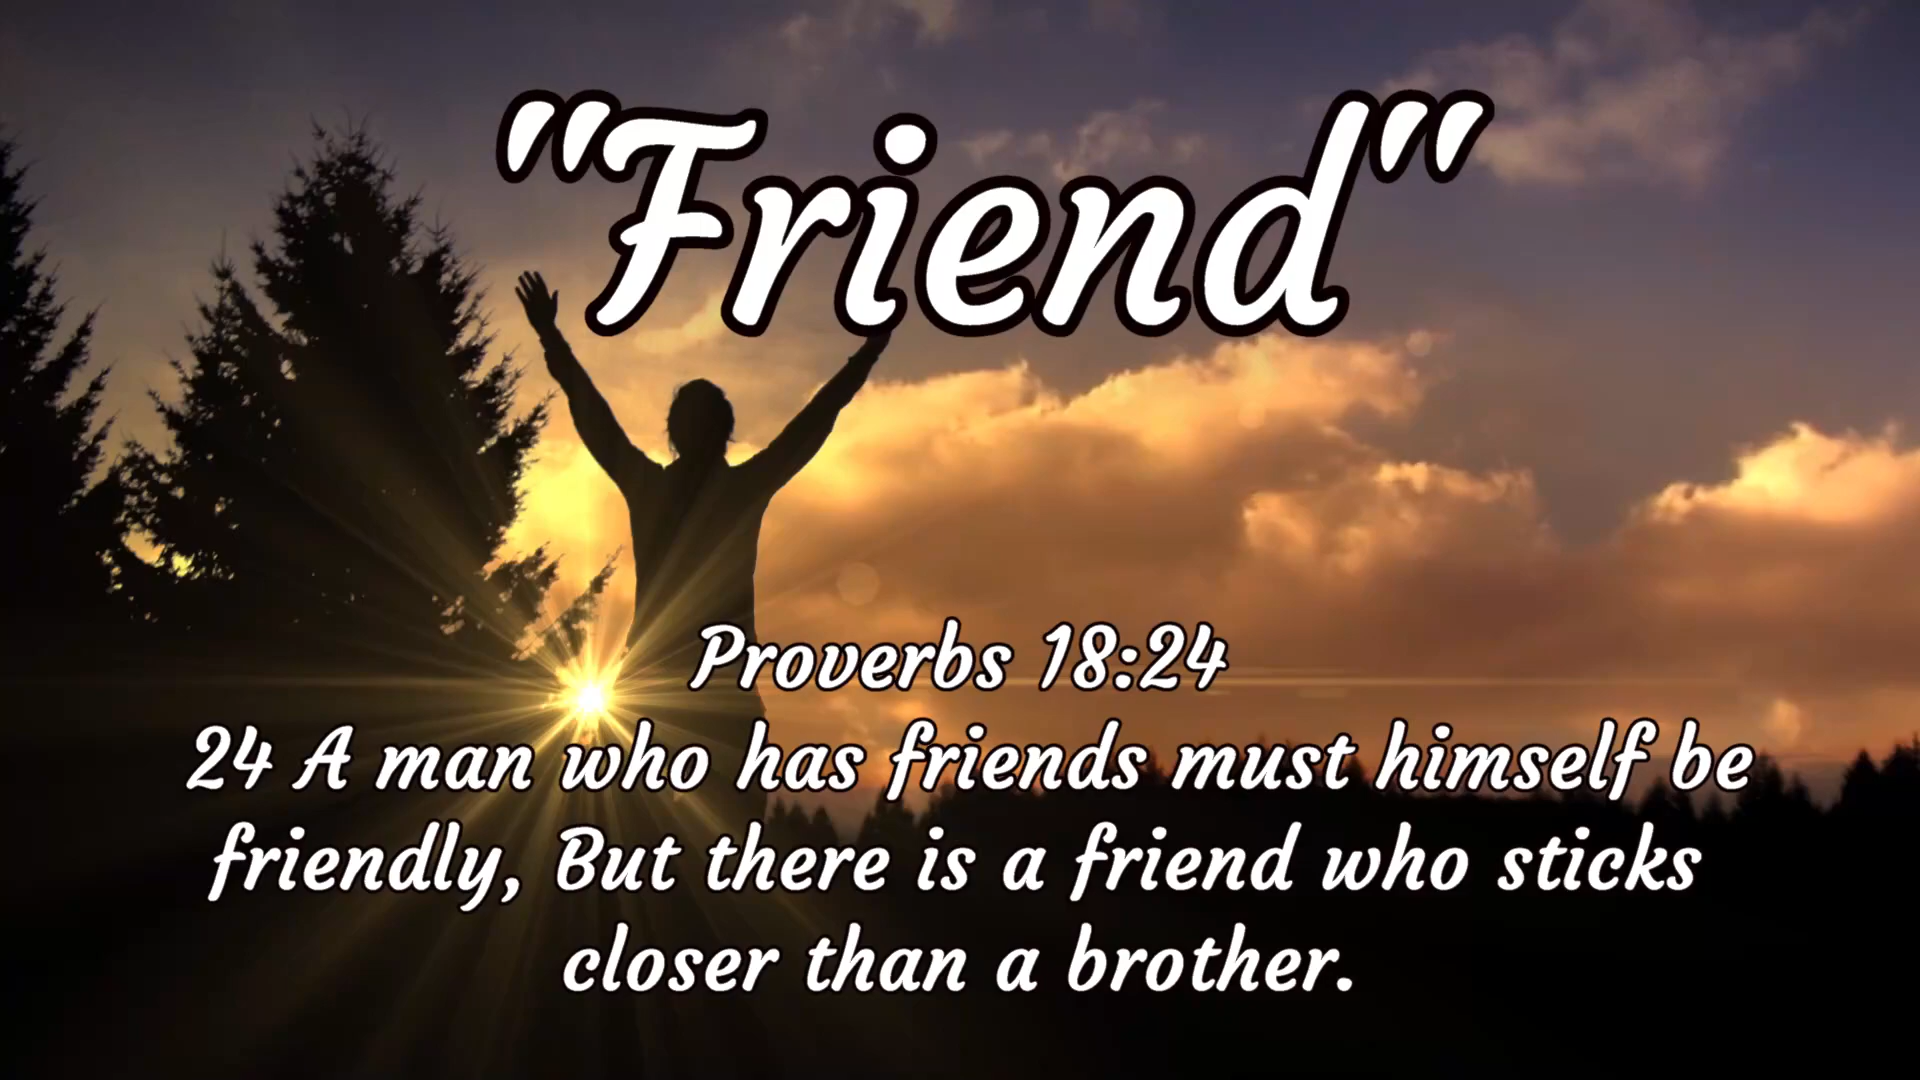 "Friend"
Proverbs 18:24
24 A man who has friends must himself be
friendly, But there is a friend who sticks
closer than a brother.